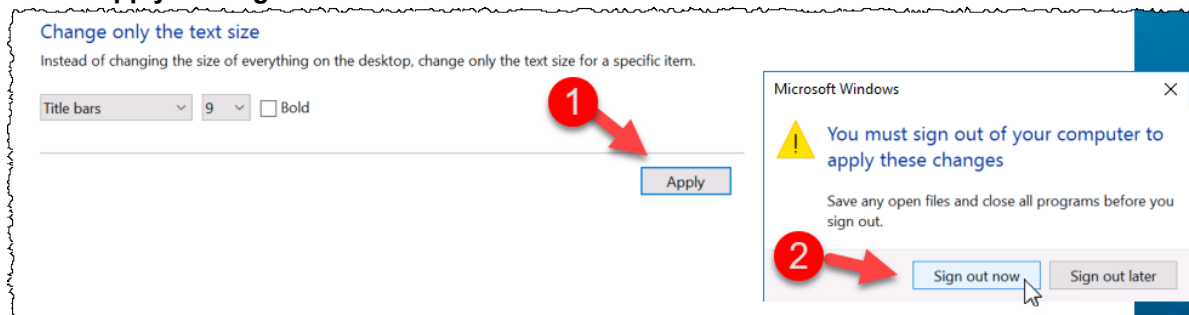 Change only the text size
Instead of changing the size of everything on the desktop, change only the text size for a specific item.
Title bars 9 Bold
1
Apply
Microsoft Windows
You must sign out of your computer to
apply these changes
Save any open files and close all programs before you
sign out.
2
Sign out now Sign out later